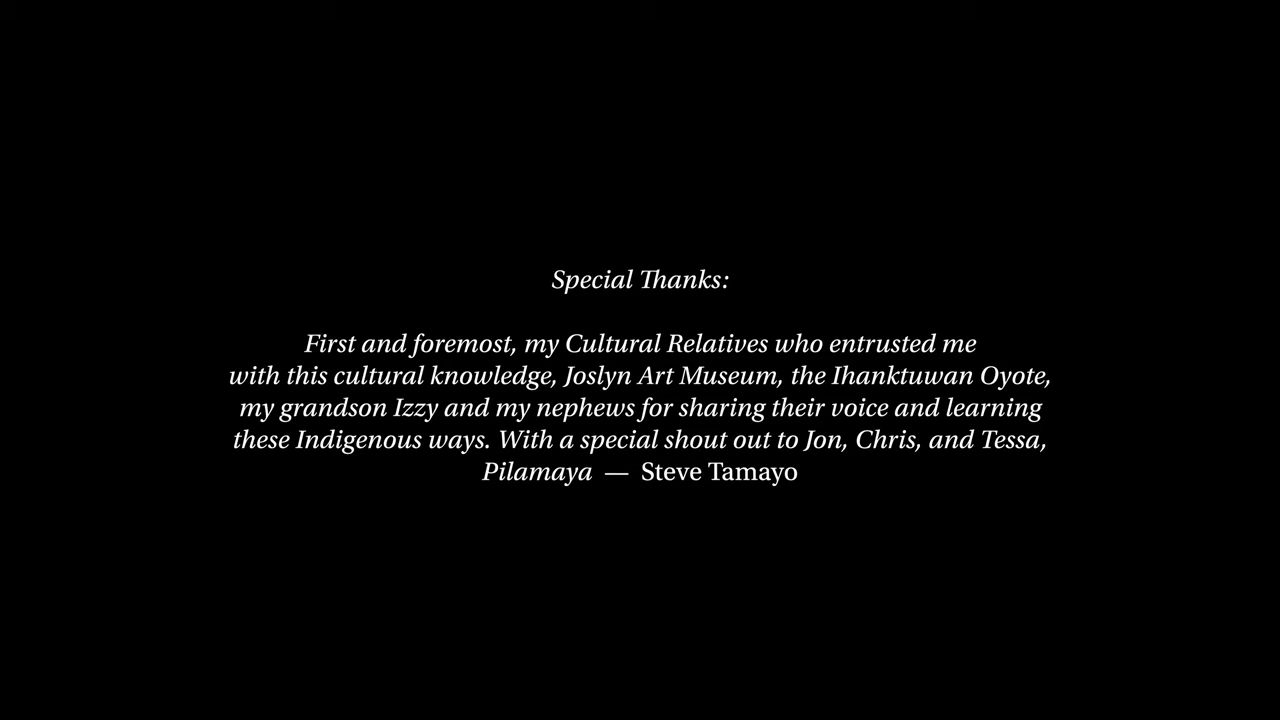 Special Thanks:
First and foremost, my Cultural Relatives who entrusted me
with this cultural knowledge, Joslyn Art Museum, the Ihanktuwan Oyote,
my grandson Izzy and my nephews for sharing their voice and learning
these Indigenous ways. With a special shout out to Jon, Chris, and Tessa,
Pilamaya — Steve Tamayo